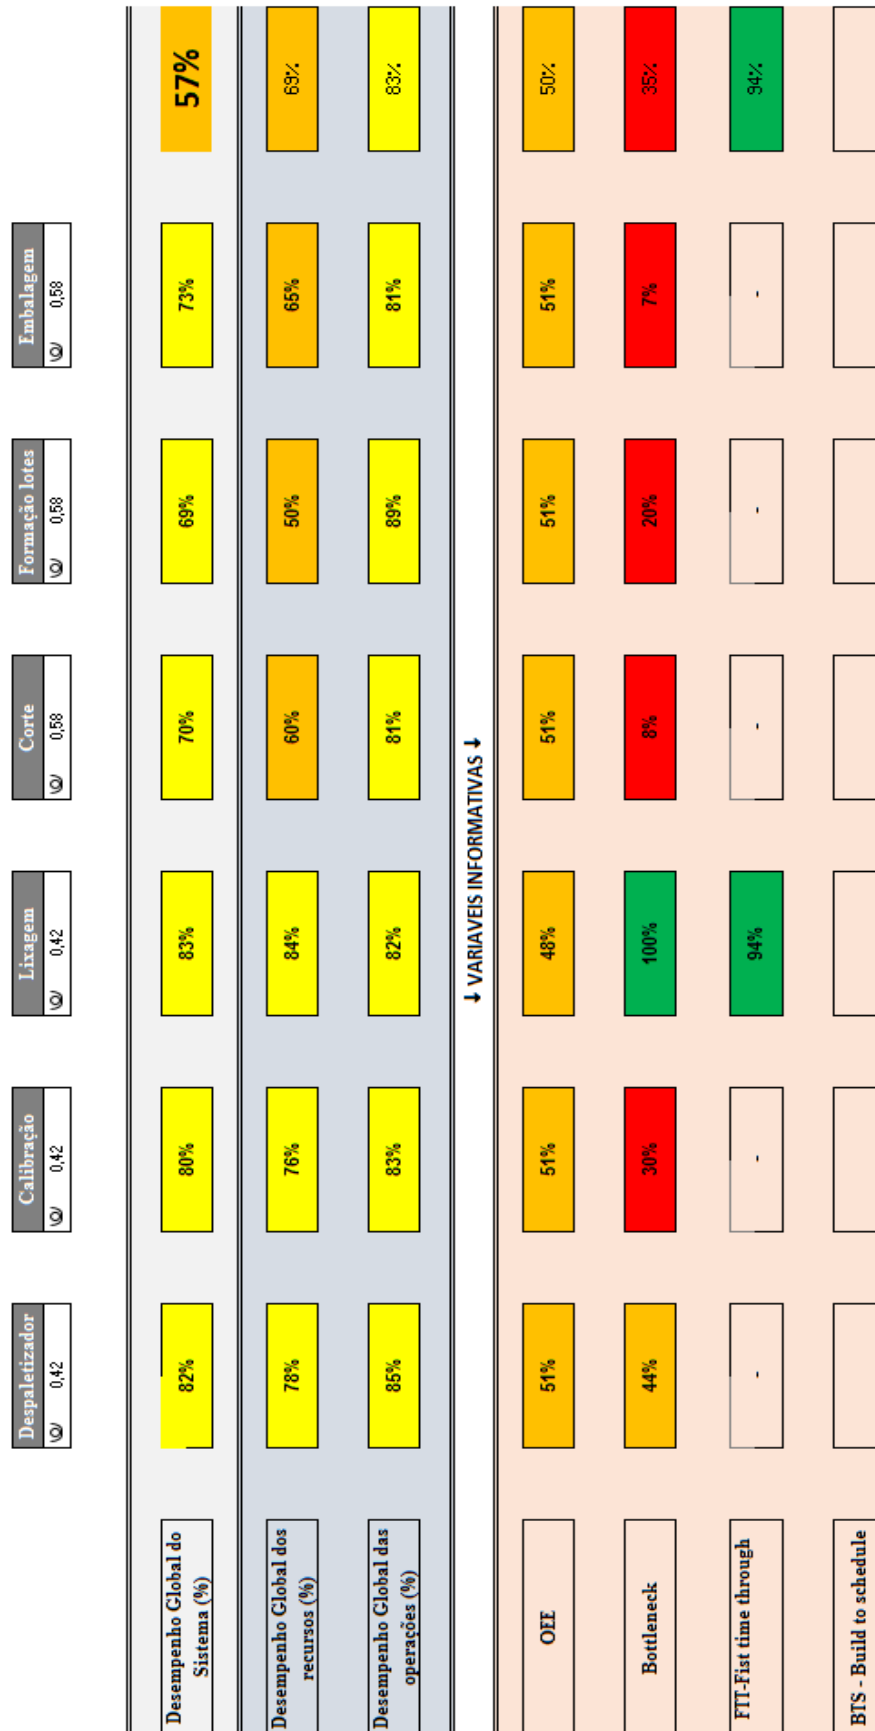 Despaletizador
Calibração
Lixagem
Corte
Formação lotes
Embalagem
0,42
0,42
0,42
0,58
0,58
0,58
Desempenho Global do
Sistema (%)
82%
80%
83%
70%
69%
73%
57%
Desempenho Global dos
recursos (%)
78%
76%
84%
60%
50%
65%
69%
Desempenho Global das
operações (%)
85%
83%
82%
81%
89%
81%
83%
↓ VARIAVEIS INFORMATIVAS ↓
OEE
51%
51%
48%
51%
51%
51%
50%
Bottleneck
44%
30%
100%
8%
20%
7%
35%
FTT-Fist time through
-
-
94%
-
-
-
94%
BTS - Build to schedule